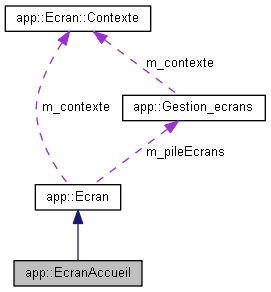 app::Ecran::Contexte
m_contexte
m_contexte
app::Gestion_ecrans
m_pileEcrans
app::Ecran
app::EcranAccueil